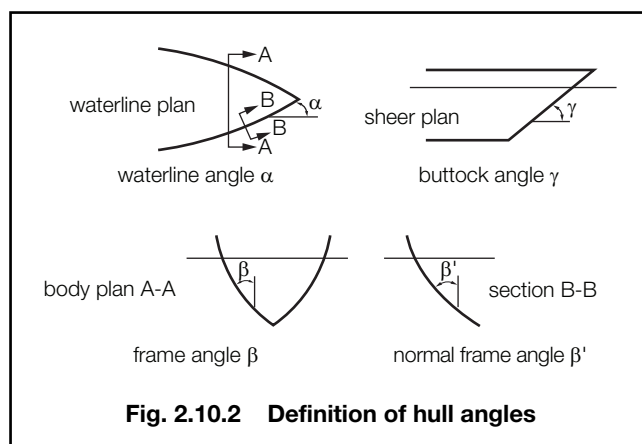 A
B
waterline plan
α
B
A
waterline angle α
sheer plan
γ
buttock angle γ
body plan A-A
β
frame angle β
β'
section B-B
normal frame angle β'
Fig. 2.10.2 Definition of hull angles